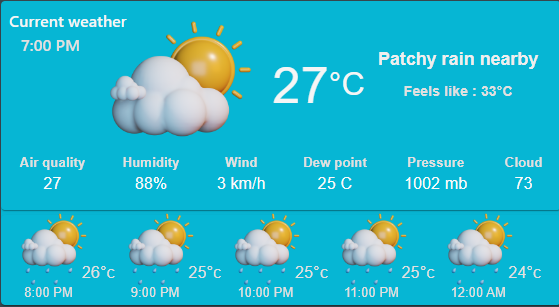 Current weather
7:00 PM
27°C
Patchy rain nearby
Feels like : 33°C
Air quality Humidity Wind Dew point Pressure Cloud
27 88% 3 km/h 25 C 1002 mb 73
26°c 25°c 25°c 25°c 24°c
8:00 PM 9:00 PM 10:00 PM 11:00 PM 12:00 AM